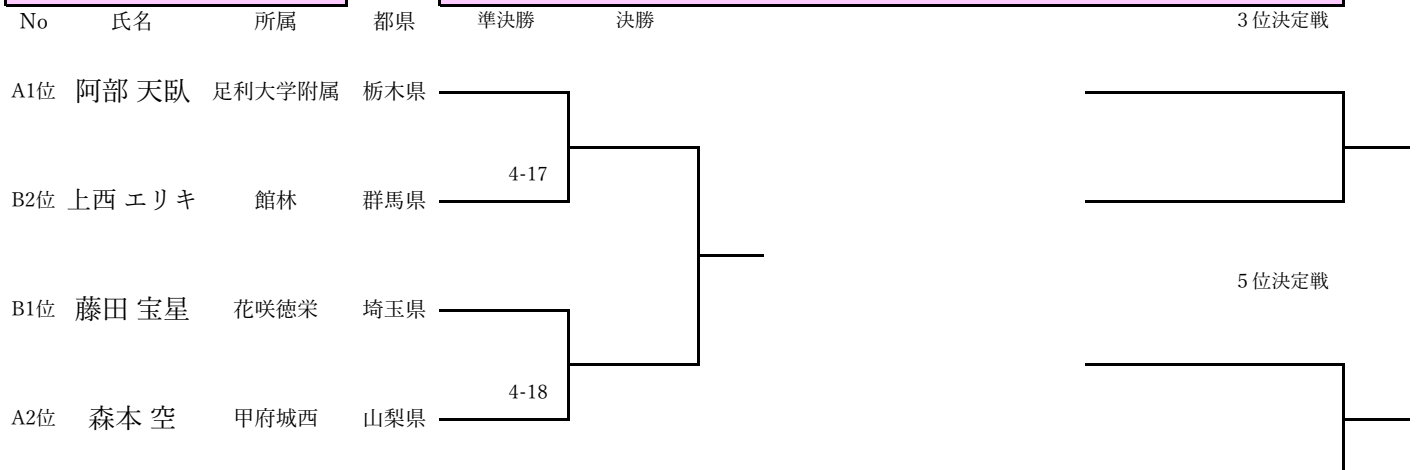 No 氏名 所属 都県 準決勝 決勝 3位決定戦
A1位 阿部 天臥 足利大学附属 栃木県
4-17
B2位 上西 エリキ 館林 群馬県
5位決定戦
B1位 藤田 宝星 花咲徳栄 埼玉県
4-18
A2位 森本 空 甲府城西 山梨県